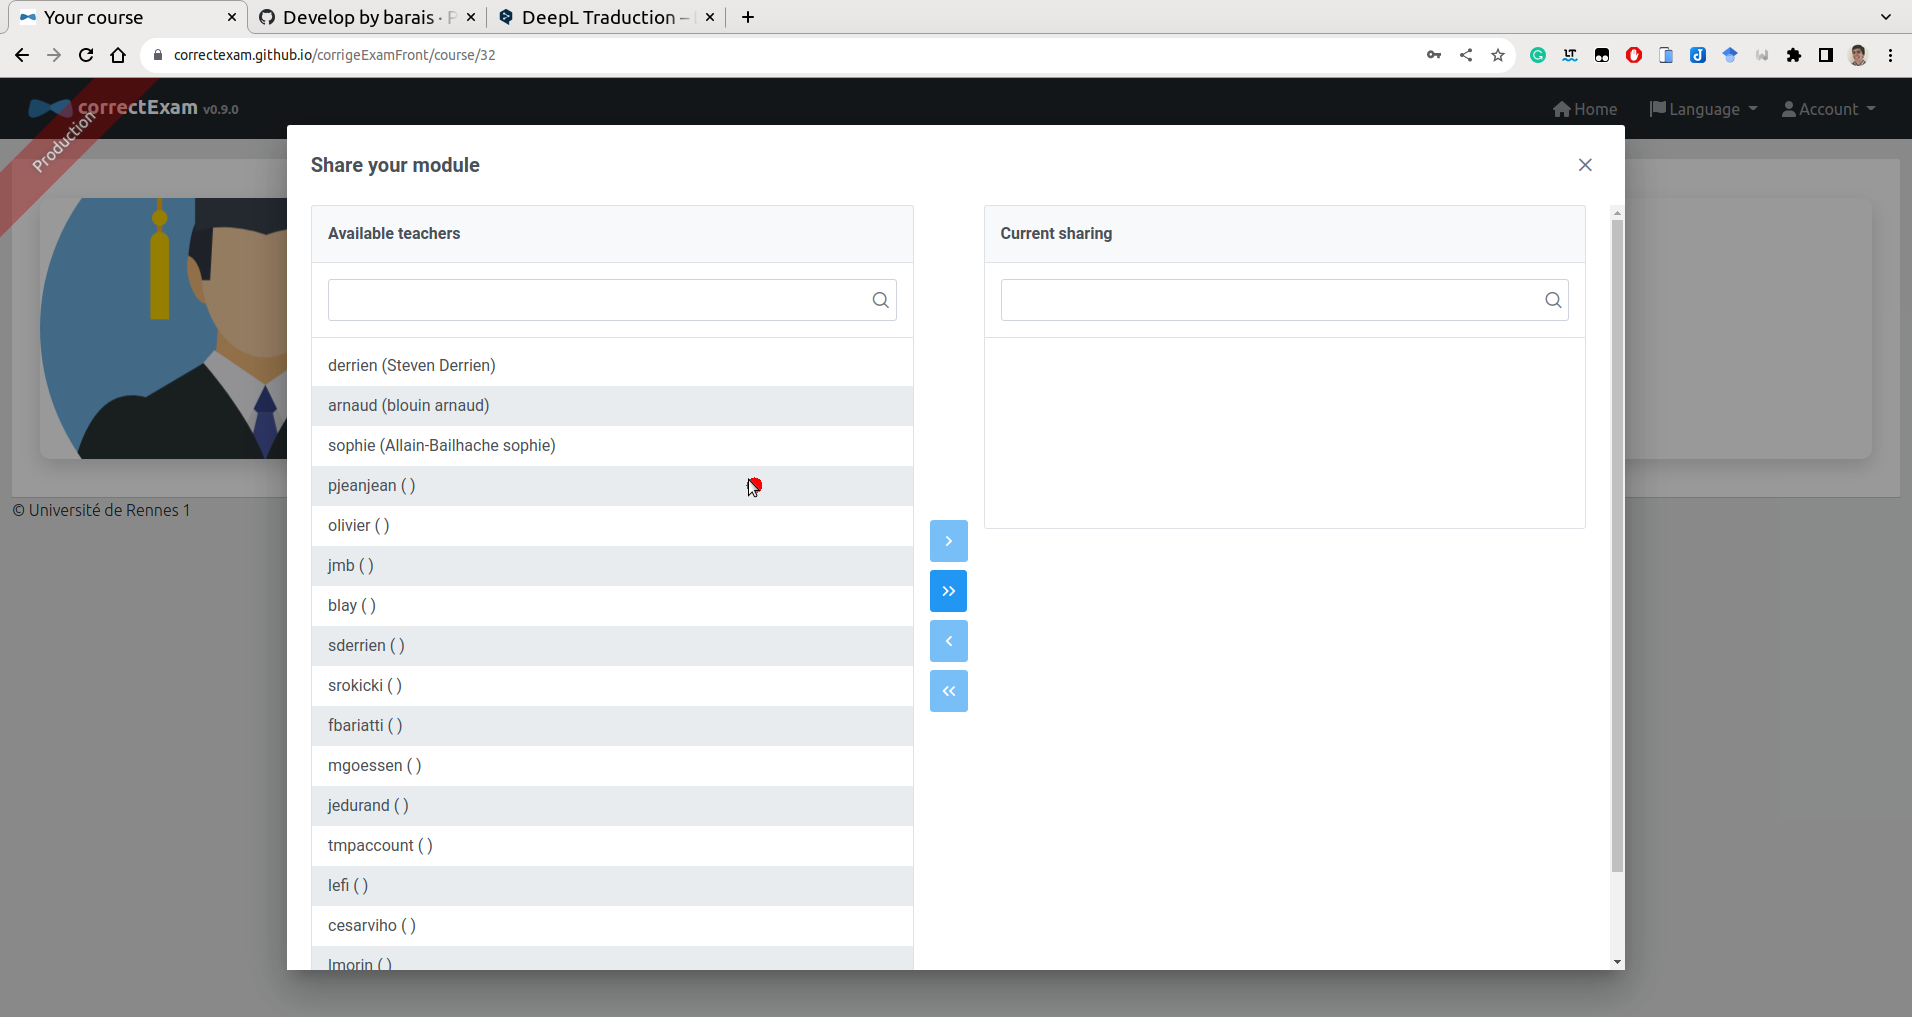 Your course
Develop by barais ·
DeepL Traduction –
correctexam.github.io/corrigeExamFront/course/32
correctExam v0.9.0
Home
Language
Account
Production
Share your module
Available teachers
Current sharing
derrien (Steven Derrien)
arnaud (blouin arnaud)
sophie (Allain-Bailhache sophie)
pjeanjean ( )
olivier ( )
jmb ( )
blay ( )
sderrien ( )
srokicki ( )
fbariatti ( )
mgoessen ( )
jedurand ( )
tmpaccount ( )
lefi ( )
cesarviho ( )
lmorin ( )
© Université de Rennes 1